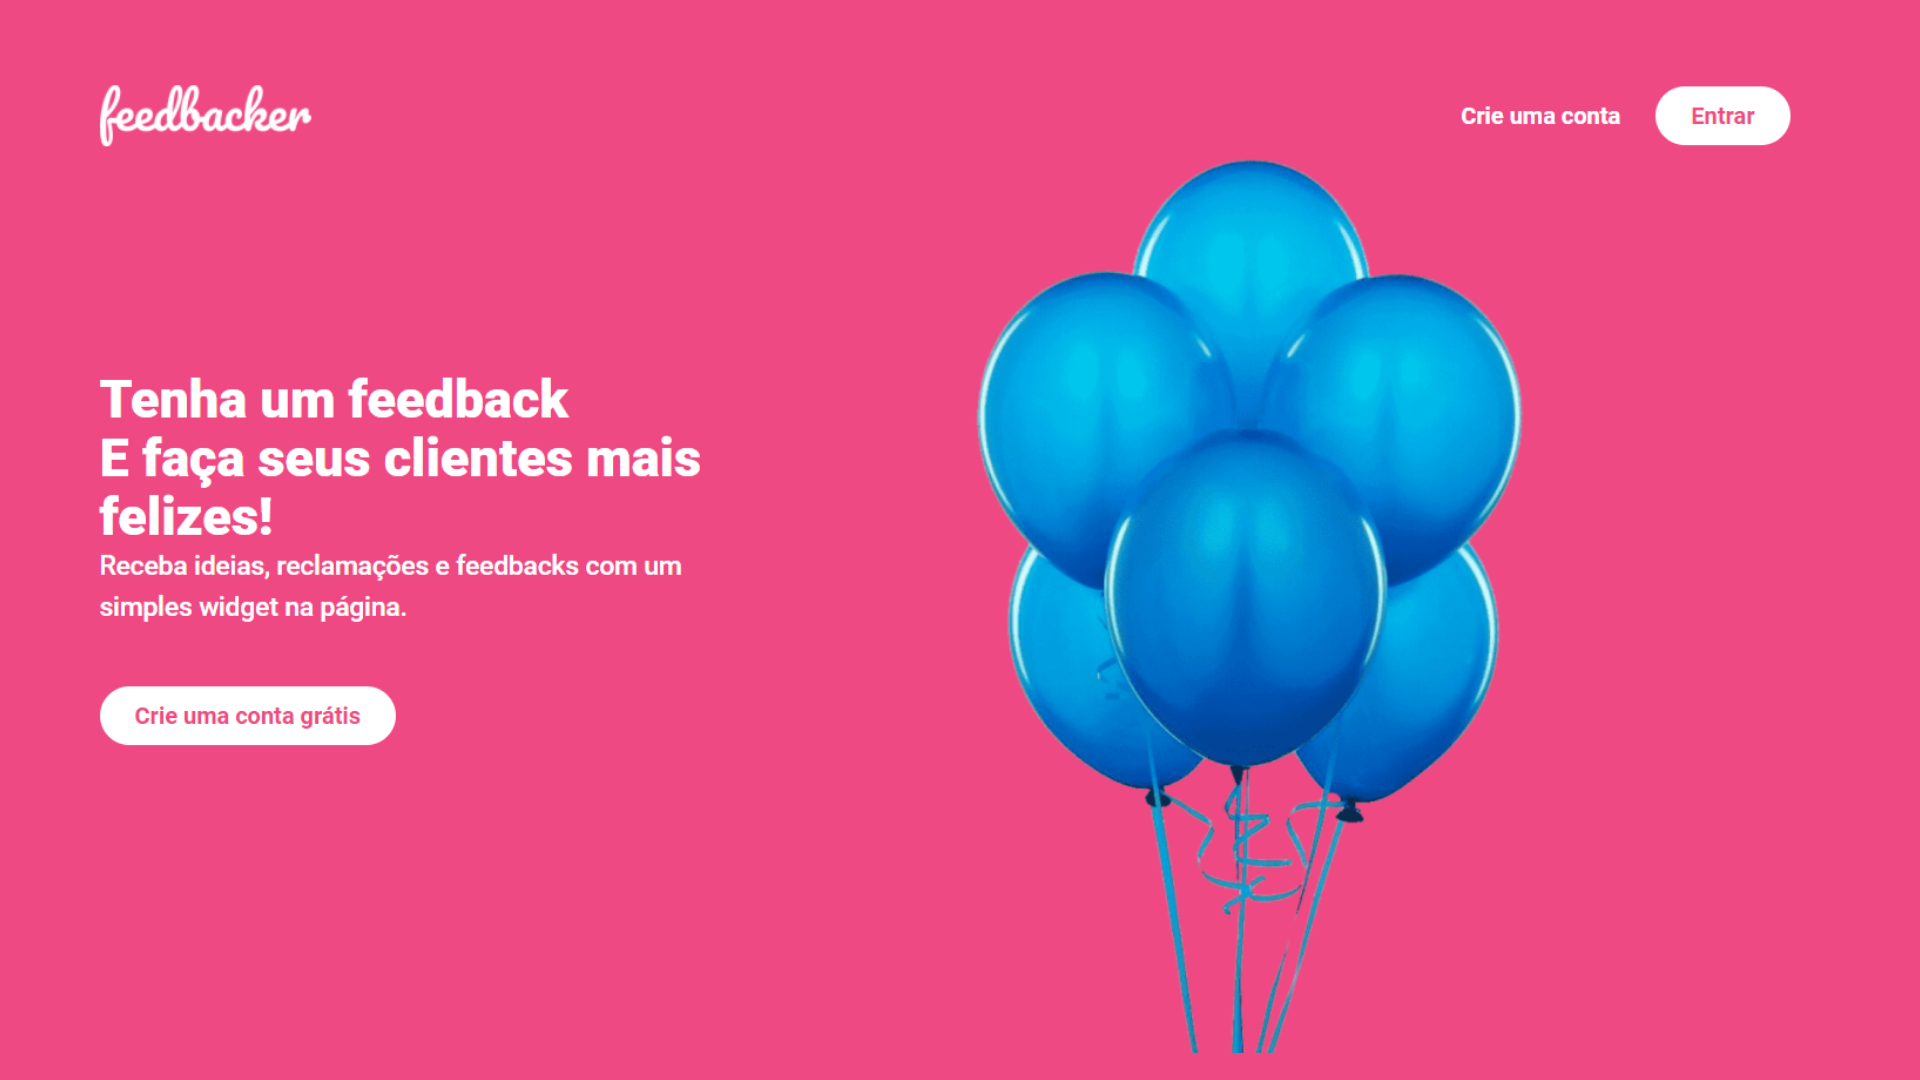 feedbacker
Crie uma conta
Entrar
Tenha um feedback
E faça seus clientes mais
felizes!
Receba ideias, reclamações e feedbacks com um
simples widget na página.
Crie uma conta grátis